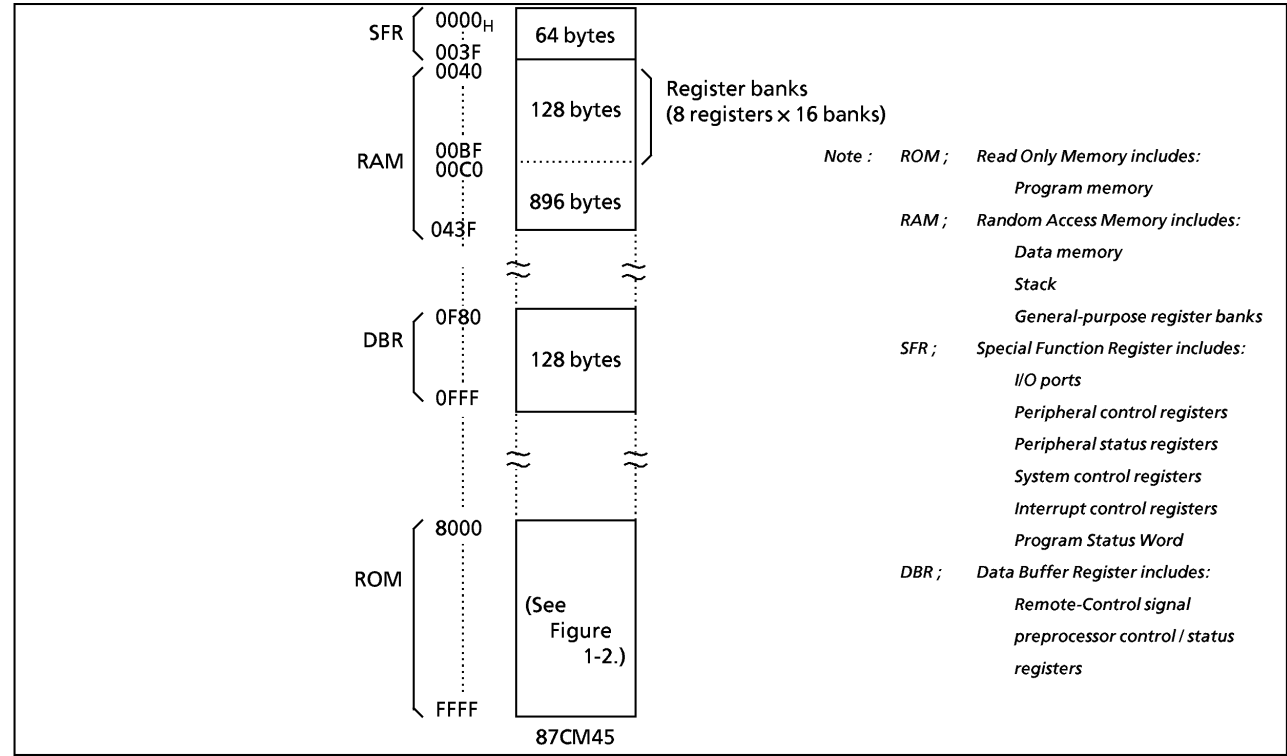 SFR
0000H
64 bytes
003F
0040
Register banks
(8 registers × 16 banks)
128 bytes
RAM
00BF
00C0
896 bytes
043F
DBR
0F80
128 bytes
0FFF
ROM
8000
(See
Figure
1-2.)
FFFF
87CM45
Note : ROM ; Read Only Memory includes:
Program memory
RAM ; Random Access Memory includes:
Data memory
Stack
General-purpose register banks
SFR ; Special Function Register includes:
I/O ports
Peripheral control registers
Peripheral status registers
System control registers
Interrupt control registers
Program Status Word
DBR ; Data Buffer Register includes:
Remote-Control signal
preprocessor control / status
registers